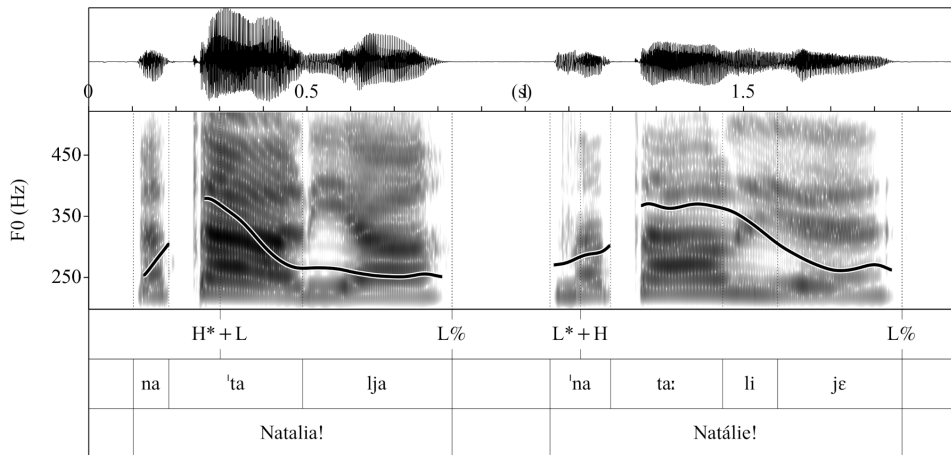 0 0.5 (s) 1 1.5
450
350
250
F0 (Hz)
H* + L L% L* + H L%
na ˈta lja ˈna taː li jɛ
Natalia! Natálie!